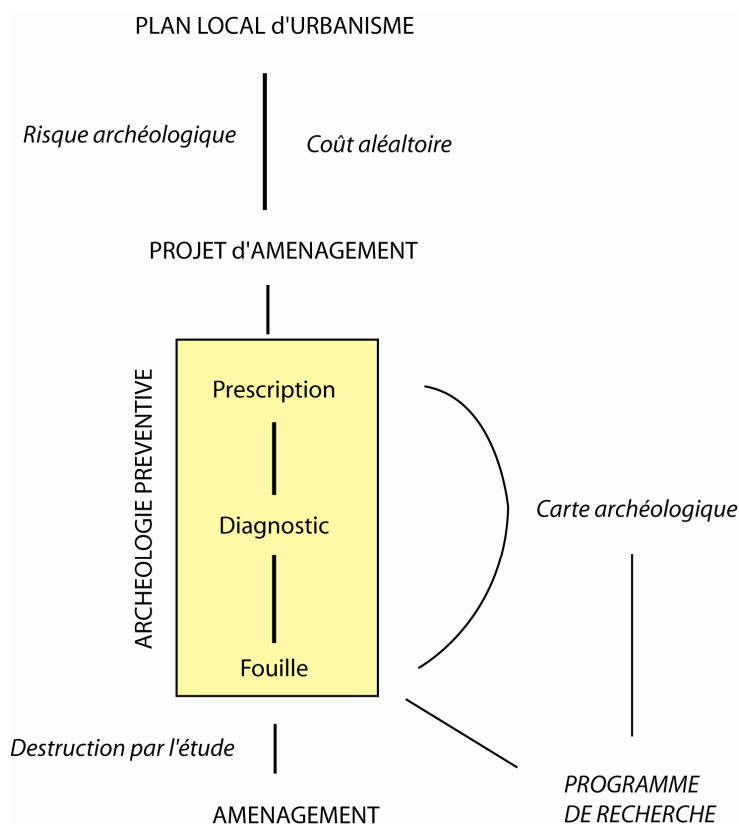 PLAN LOCAL d'URBANISME
Risque archéologique
Coût aléaltoire
PROJET d'AMENAGEMENT
ARCHEOLOGIE PREVENTIVE
Prescription
Diagnostic
Carte archéologique
Fouille
Destruction par l'étude
AMENAGEMENT
PROGRAMME
DE RECHERCHE